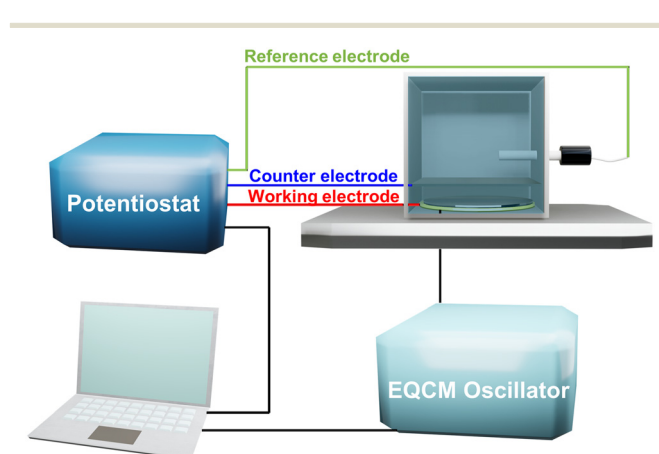 Reference electrode
Counter electrode
Working electrode
Potentiostat
EQCM Oscillator